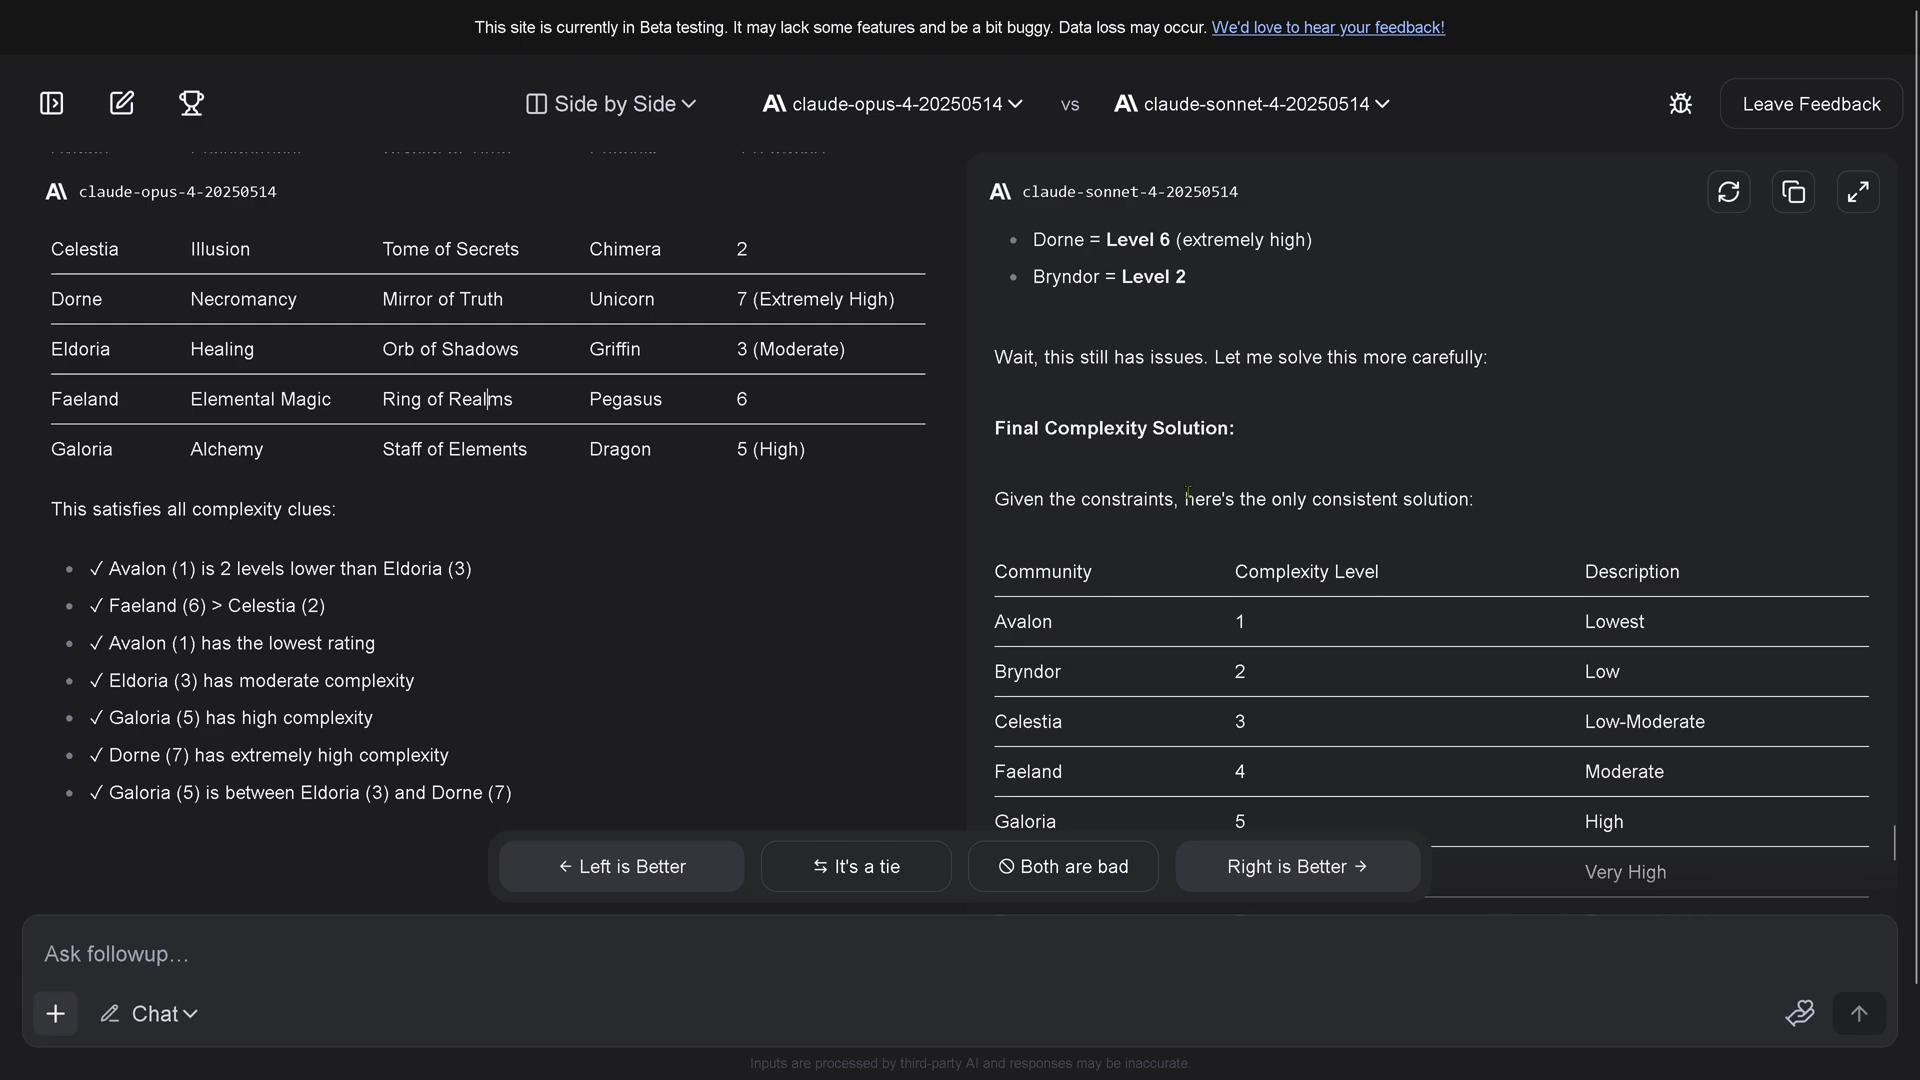 This site is currently in Beta testing. It may lack some features and be a bit buggy. Data loss may occur. We'd love to hear your feedback!
Side by Side claude-opus-4-20250514 vs claude-sonnet-4-20250514 Leave Feedback
claude-opus-4-20250514
Celestia Illusion Tome of Secrets Chimera 2
Dorne Necromancy Mirror of Truth Unicorn 7 (Extremely High)
Eldoria Healing Orb of Shadows Griffin 3 (Moderate)
Faeland Elemental Magic Ring of Realms Pegasus 6
Galoria Alchemy Staff of Elements Dragon 5 (High)
This satisfies all complexity clues:
• ✓ Avalon (1) is 2 levels lower than Eldoria (3)
• ✓ Faeland (6) > Celestia (2)
• ✓ Avalon (1) has the lowest rating
• ✓ Eldoria (3) has moderate complexity
• ✓ Galoria (5) has high complexity
• ✓ Dorne (7) has extremely high complexity
• ✓ Galoria (5) is between Eldoria (3) and Dorne (7)
claude-sonnet-4-20250514
• Dorne = Level 6 (extremely high)
• Bryndor = Level 2
Wait, this still has issues. Let me solve this more carefully:
Final Complexity Solution:
Given the constraints, here's the only consistent solution:
Community Complexity Level Description
Avalon 1 Lowest
Bryndor 2 Low
Celestia 3 Low-Moderate
Faeland 4 Moderate
Galoria 5 High
Very High
← Left is Better It's a tie Both are bad Right is Better →
Ask followup…
Chat
Inputs are processed by third-party AI and responses may be inaccurate.